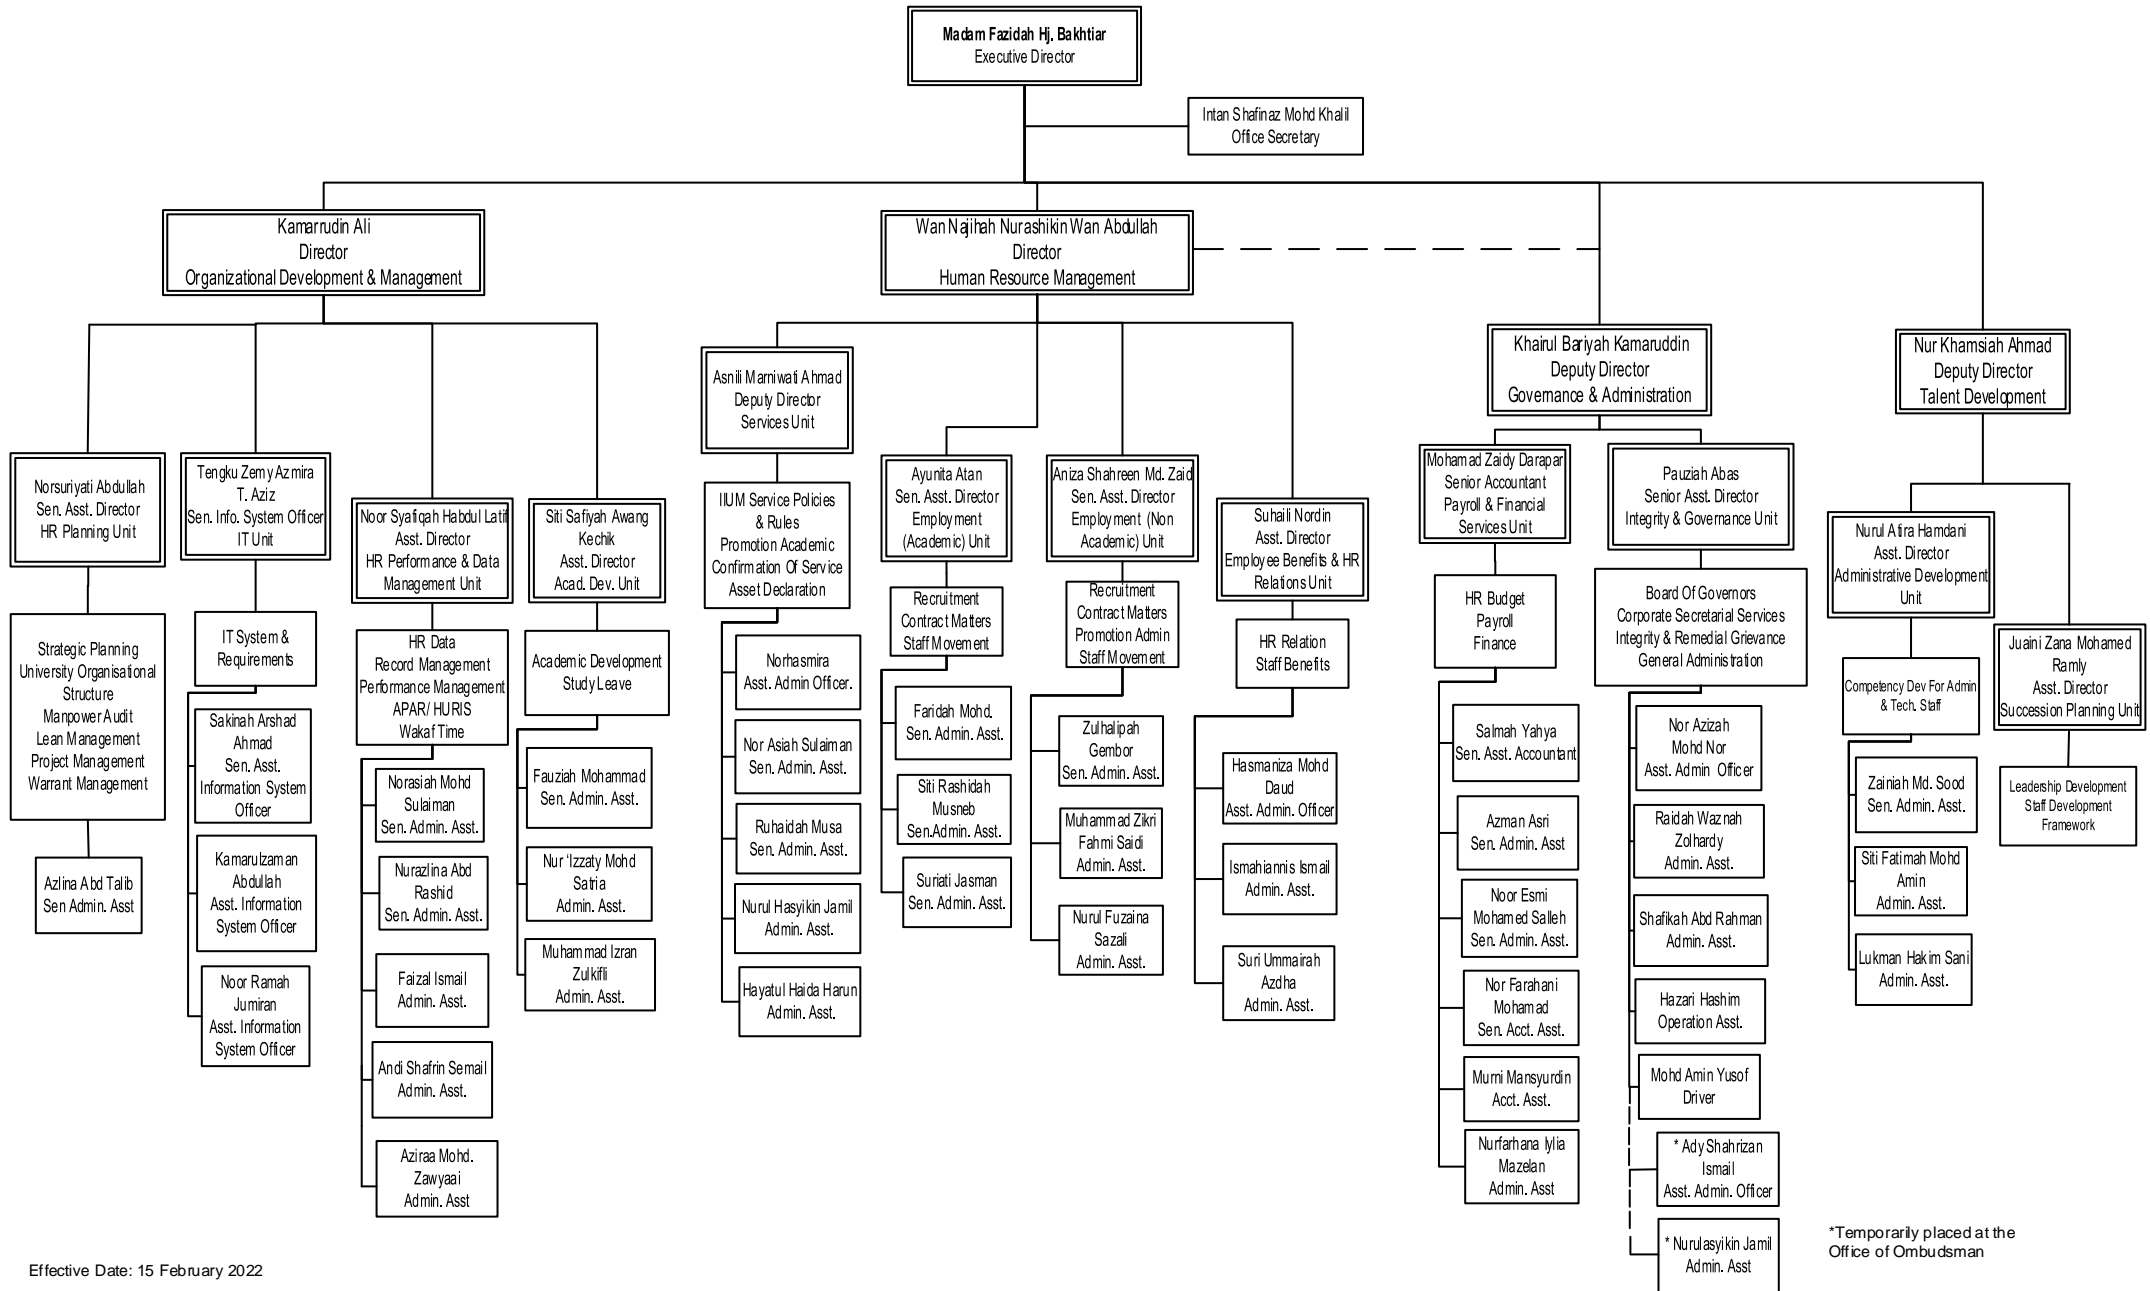 Madam Fazidah Hj. Bakhtiar
Executive Director
Intan Shafinaz Mohd Khalil
Office Secretary
Kamarrudin Ali
Director
Organizational Development & Management
Wan Najihah Nurashikin Wan Abdullah
Director
Human Resource Management
Khairul Bariyah Kamaruddin
Deputy Director
Governance & Administration
Nur Khamsiah Ahmad
Deputy Director
Talent Development
Norsuriyati Abdullah
Sen. Asst. Director
HR Planning Unit
Strategic Planning
University Organisational
Structure
Manpower Audit
Lean Management
Project Management
Warrant Management
Azlina Abd Talib
Sen Admin. Asst
Tengku Zemy Azmira
T. Aziz
Sen. Info. System Officer
IT Unit
IT System &
Requirements
Sakinah Arshad
Ahmad
Sen. Asst.
Information System
Officer
Kamarulzaman
Abdullah
Asst. Information
System Officer
Noor Ramah
Jumiran
Asst. Information
System Officer
Noor Syafiqah Habdul Latif
Asst. Director
HR Performance & Data
Management Unit
HR Data
Record Management
Performance Management
APAR/ HURIS
Wakaf Time
Norasiah Mohd
Sulaiman
Sen. Admin. Asst.
Nurazlina Abd
Rashid
Sen. Admin. Asst.
Faizal Ismail
Admin. Asst.
Andi Shafrin Semail
Admin. Asst.
Aziraa Mohd.
Zawyaai
Admin. Asst
Siti Safiyah Awang
Kechik
Asst. Director
Acad. Dev. Unit
Academic Development
Study Leave
Fauziah Mohammad
Sen. Admin. Asst.
Nur ‘Izzaty Mohd
Satria
Admin. Asst.
Muhammad Izran
Zulkifli
Admin. Asst.
Asnili Marniwati Ahmad
Deputy Director
Services Unit
IIUM Service Policies
& Rules
Promotion Academic
Confirmation Of Service
Asset Declaration
Norhasmira
Asst. Admin Officer.
Nor Asiah Sulaiman
Sen. Admin. Asst.
Ruhaidah Musa
Sen. Admin. Asst.
Nurul Hasyikin Jamil
Admin. Asst.
Hayatul Haida Harun
Admin. Asst.
Ayunita Atan
Sen. Asst. Director
Employment
(Academic) Unit
Recruitment
Contract Matters
Staff Movement
Faridah Mohd.
Sen. Admin. Asst.
Siti Rashidah
Musneb
Sen.Admin. Asst.
Suriati Jasman
Sen. Admin. Asst.
Aniza Shahreen Md. Zaid
Sen. Asst. Director
Employment (Non
Academic) Unit
Recruitment
Contract Matters
Promotion Admin
Staff Movement
Zulhalipah
Gembor
Sen. Admin. Asst.
Muhammad Zikri
Fahmi Saidi
Admin. Asst.
Nurul Fuzaina
Sazali
Admin. Asst.
Suhaili Nordin
Asst. Director
Employee Benefits & HR
Relations Unit
HR Relation
Staff Benefits
Hasmaniza Mohd
Daud
Asst. Admin. Officer
Ismahiannis Ismail
Admin. Asst.
Suri Ummairah
Azdha
Admin. Asst.
Mohamad Zaidy Darapar
Senior Accountant
Payroll & Financial
Services Unit
HR Budget
Payroll
Finance
Salmah Yahya
Sen. Asst. Accountant
Azman Asri
Sen. Admin. Asst
Noor Esmi
Mohamed Salleh
Sen. Admin. Asst.
Nor Farahani
Mohamad
Sen. Acct. Asst.
Murni Mansyurdin
Acct. Asst.
Nurfarhana Iylia
Mazelan
Admin. Asst
Pauziah Abas
Senior Asst. Director
Integrity & Governance Unit
Board Of Governors
Corporate Secretarial Services
Integrity & Remedial Grievance
General Administration
Nor Azizah
Mohd Nor
Asst. Admin Officer
Raidah Waznah
Zolhardy
Admin. Asst.
Shafikah Abd Rahman
Admin. Asst.
Hazari Hashim
Operation Asst.
Mohd Amin Yusof
Driver
* Ady Shahrizan
Ismail
Asst. Admin. Officer
* Nurulasyikin Jamil
Admin. Asst
Nurul Atira Hamdani
Asst. Director
Administrative Development
Unit
Competency Dev For Admin
& Tech. Staff
Zainiah Md. Sood
Sen. Admin. Asst.
Siti Fatimah Mohd
Amin
Admin. Asst.
Lukman Hakim Sani
Admin. Asst.
Juaini Zana Mohamed
Ramly
Asst. Director
Succession Planning Unit
Leadership Development
Staff Development
Framework
*Temporarily placed at the
Office of Ombudsman
Effective Date: 15 February 2022